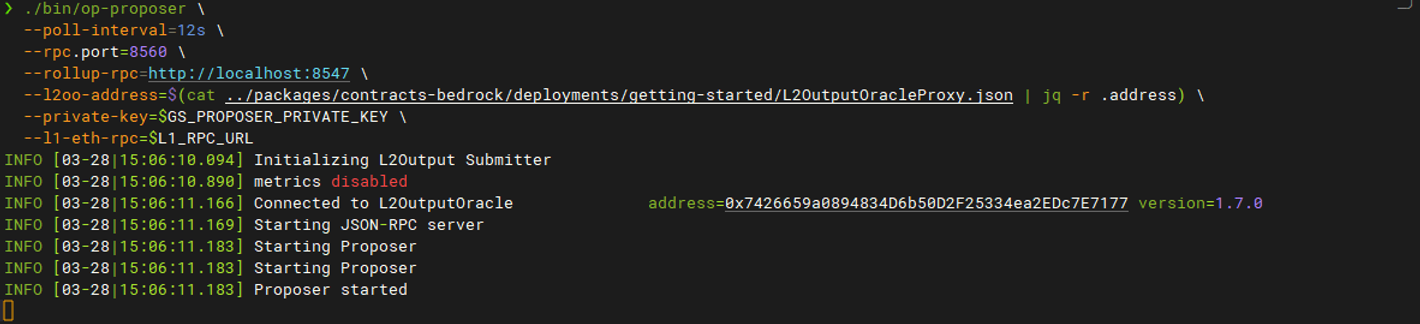 ❯ ./bin/op-proposer \
--poll-interval=12s \
--rpc.port=8560 \
--rollup-rpc=http://localhost:8547 \
--l2oo-address=$(cat ../packages/contracts-bedrock/deployments/getting-started/L2OutputOracleProxy.json | jq -r .address) \
--private-key=$GS_PROPOSER_PRIVATE_KEY \
--l1-eth-rpc=$L1_RPC_URL
INFO [03-28|15:06:10.094] Initializing L2Output Submitter
INFO [03-28|15:06:10.890] metrics disabled
INFO [03-28|15:06:11.166] Connected to L2OutputOracle address=0x7426659a0894834D6b50D2F25334ea2EDc7E7177 version=1.7.0
INFO [03-28|15:06:11.169] Starting JSON-RPC server
INFO [03-28|15:06:11.183] Starting Proposer
INFO [03-28|15:06:11.183] Starting Proposer
INFO [03-28|15:06:11.183] Proposer started